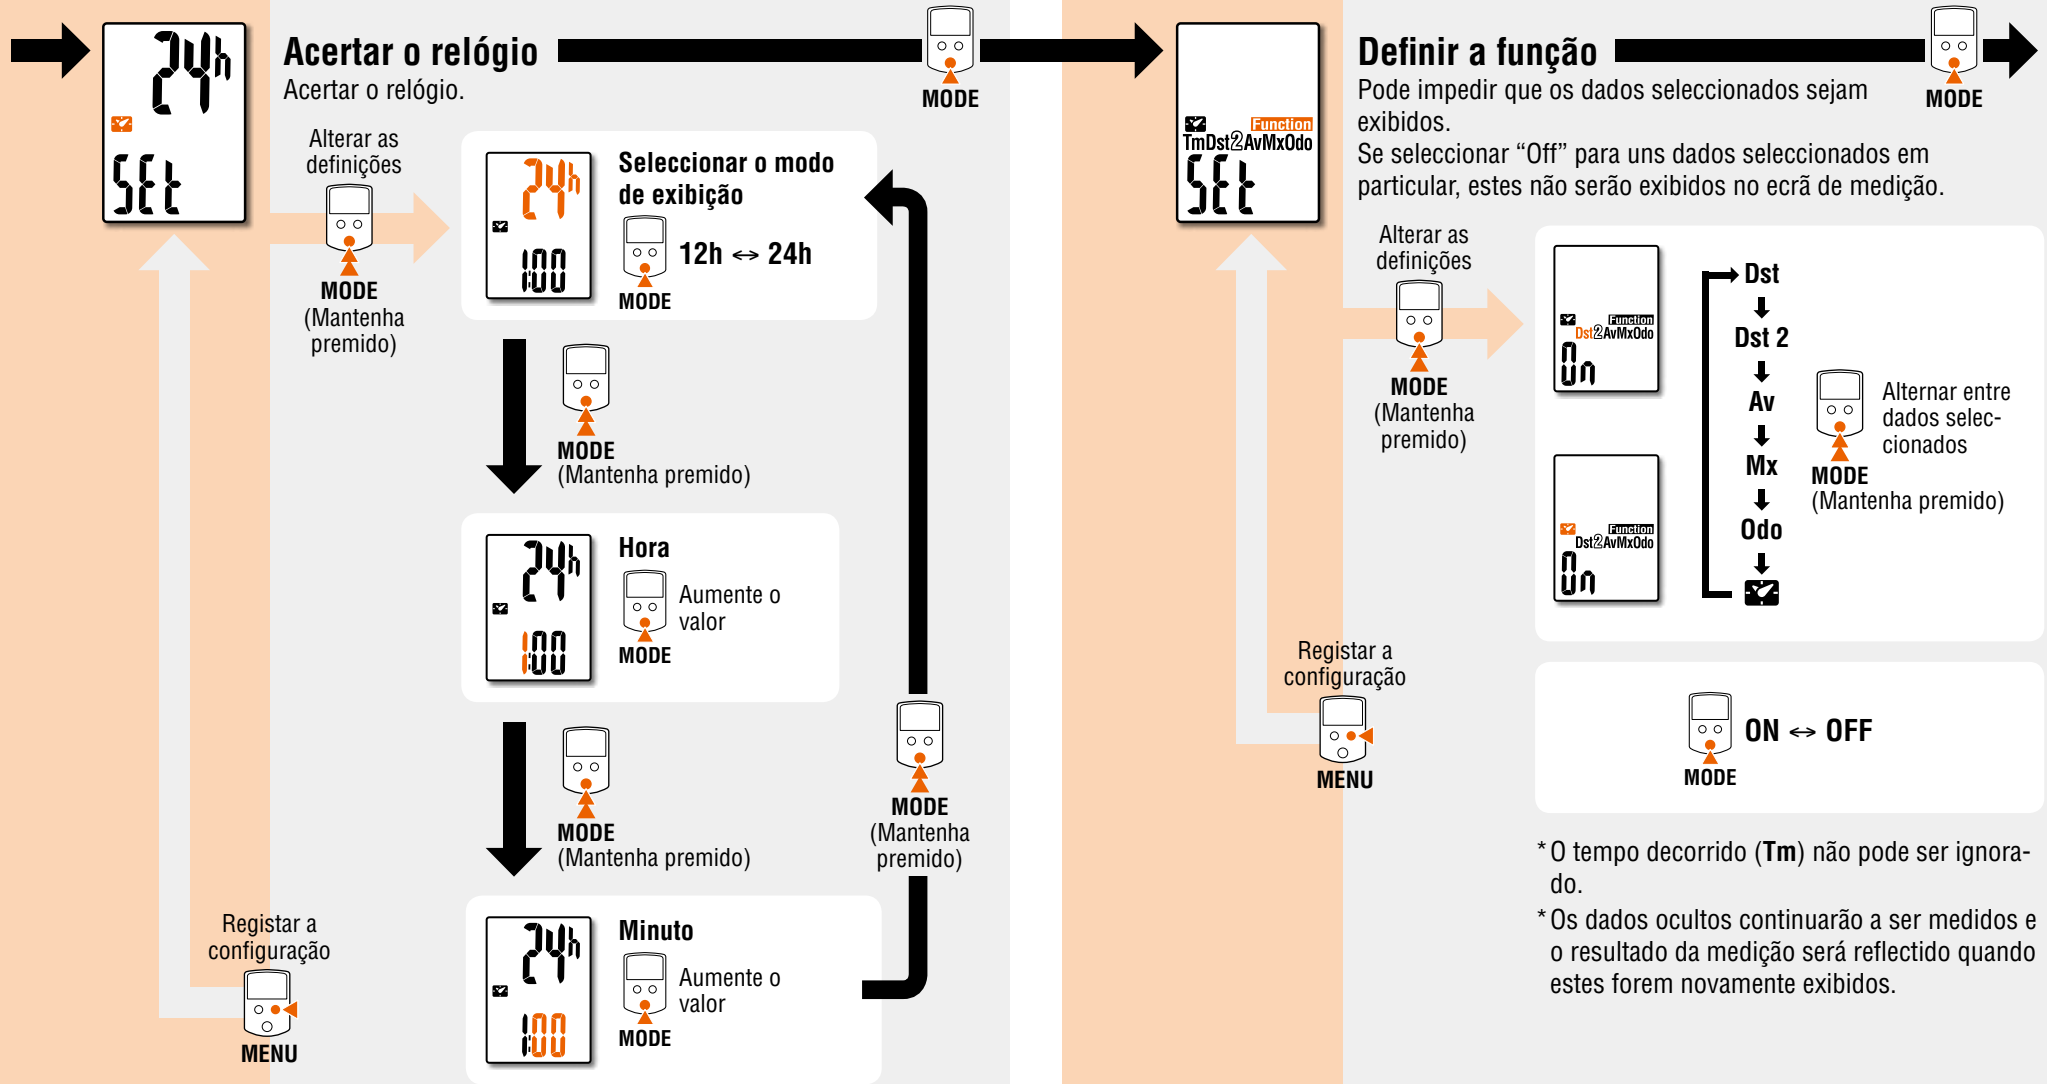 24h
SEt
Acertar o relógio
Acertar o relógio.
MODE
Alterar as
definições
MODE
(Mantenha
premido)
24h
1:00
Seleccionar o modo
de exibição
12h ↔ 24h
MODE
MODE
(Mantenha premido)
24h
1:00
Hora
Aumente o
valor
MODE
MODE
(Mantenha premido)
MODE
(Mantenha
premido)
24h
1:00
Minuto
Aumente o
valor
MODE
Registar a
configuração
MENU
Function
TmDst2AvMxOdo
SEt
Definir a função
MODE
Pode impedir que os dados seleccionados sejam
exibidos.
Se seleccionar “Off” para uns dados seleccionados em
particular, estes não serão exibidos no ecrã de medição.
Alterar as
definições
MODE
(Mantenha
premido)
Function
Dst2AvMxOdo
On
Function
Dst2AvMxOdo
On
Dst
Dst 2
Av
Mx
Odo
Alternar entre
dados selec-
cionados
MODE
(Mantenha premido)
Registar a
configuração
MENU
ON ↔ OFF
MODE
* O tempo decorrido (Tm) não pode ser ignora-
do.
* Os dados ocultos continuarão a ser medidos e
o resultado da medição será reflectido quando
estes forem novamente exibidos.